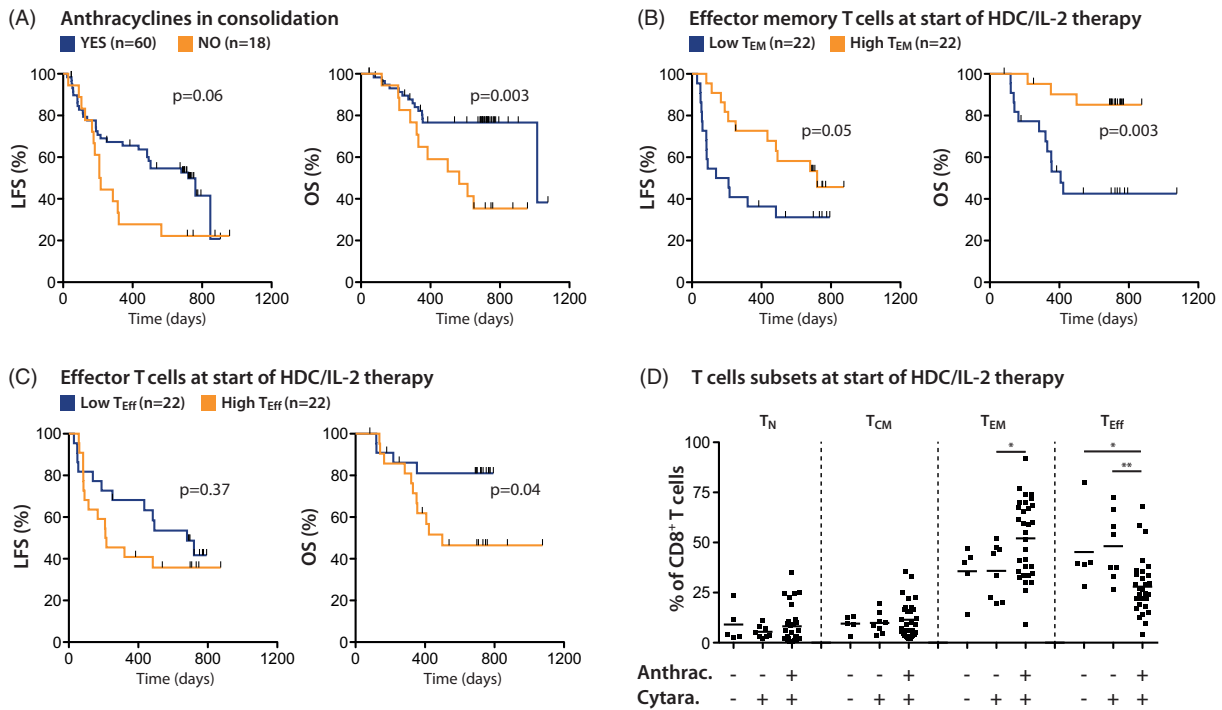 (A) Anthracyclines in consolidation
YES (n=60) NO (n=18)
100
80
60
40
20
0
LFS (%)
p=0.06
0 400 800 1200
Time (days)
100
80
60
40
20
0
OS (%)
p=0.003
0 400 800 1200
Time (days)
(B) Effector memory T cells at start of HDC/IL-2 therapy
Low TEM (n=22) High TEM (n=22)
100
80
60
40
20
0
LFS (%)
p=0.05
0 400 800 1200
Time (days)
100
80
60
40
20
0
OS (%)
p=0.003
0 400 800 1200
Time (days)
(C) Effector T cells at start of HDC/IL-2 therapy
Low TEff (n=22) High TEff (n=22)
100
80
60
40
20
0
LFS (%)
p=0.37
0 400 800 1200
Time (days)
100
80
60
40
20
0
OS (%)
p=0.04
0 400 800 1200
Time (days)
(D) T cells subsets at start of HDC/IL-2 therapy
TN TCM TEM TEff
100
75
50
25
0
% of CD8+ T cells
* * **
Anthrac. - - + - - + - - + - - +
Cytara. - + + - + + - + + - + +